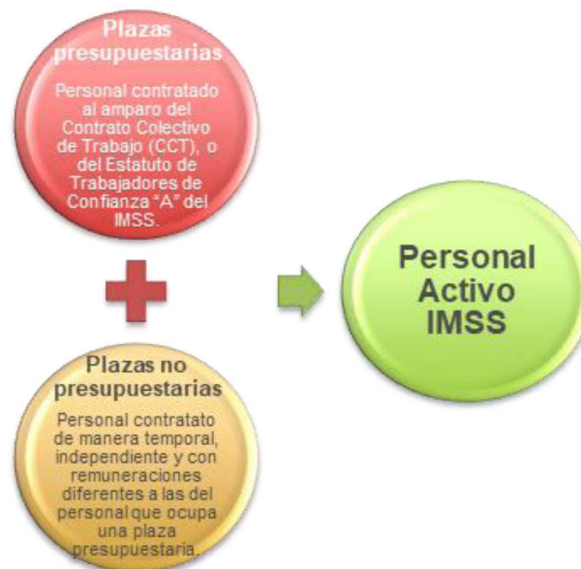 Plazas
presupuestarias
Personal contratado
al amparo del
Contrato Colectivo
de Trabajo (CCT), o
del Estatuto de
Trabajadores de
Confianza “A” del
IMSS.
Plazas no
presupuestarias
Personal contratato
de manera temporal,
independiente y con
remuneraciones
diferentes a las del
personal que ocupa
una plaza
presupuestaria.
Personal
Activo
IMSS